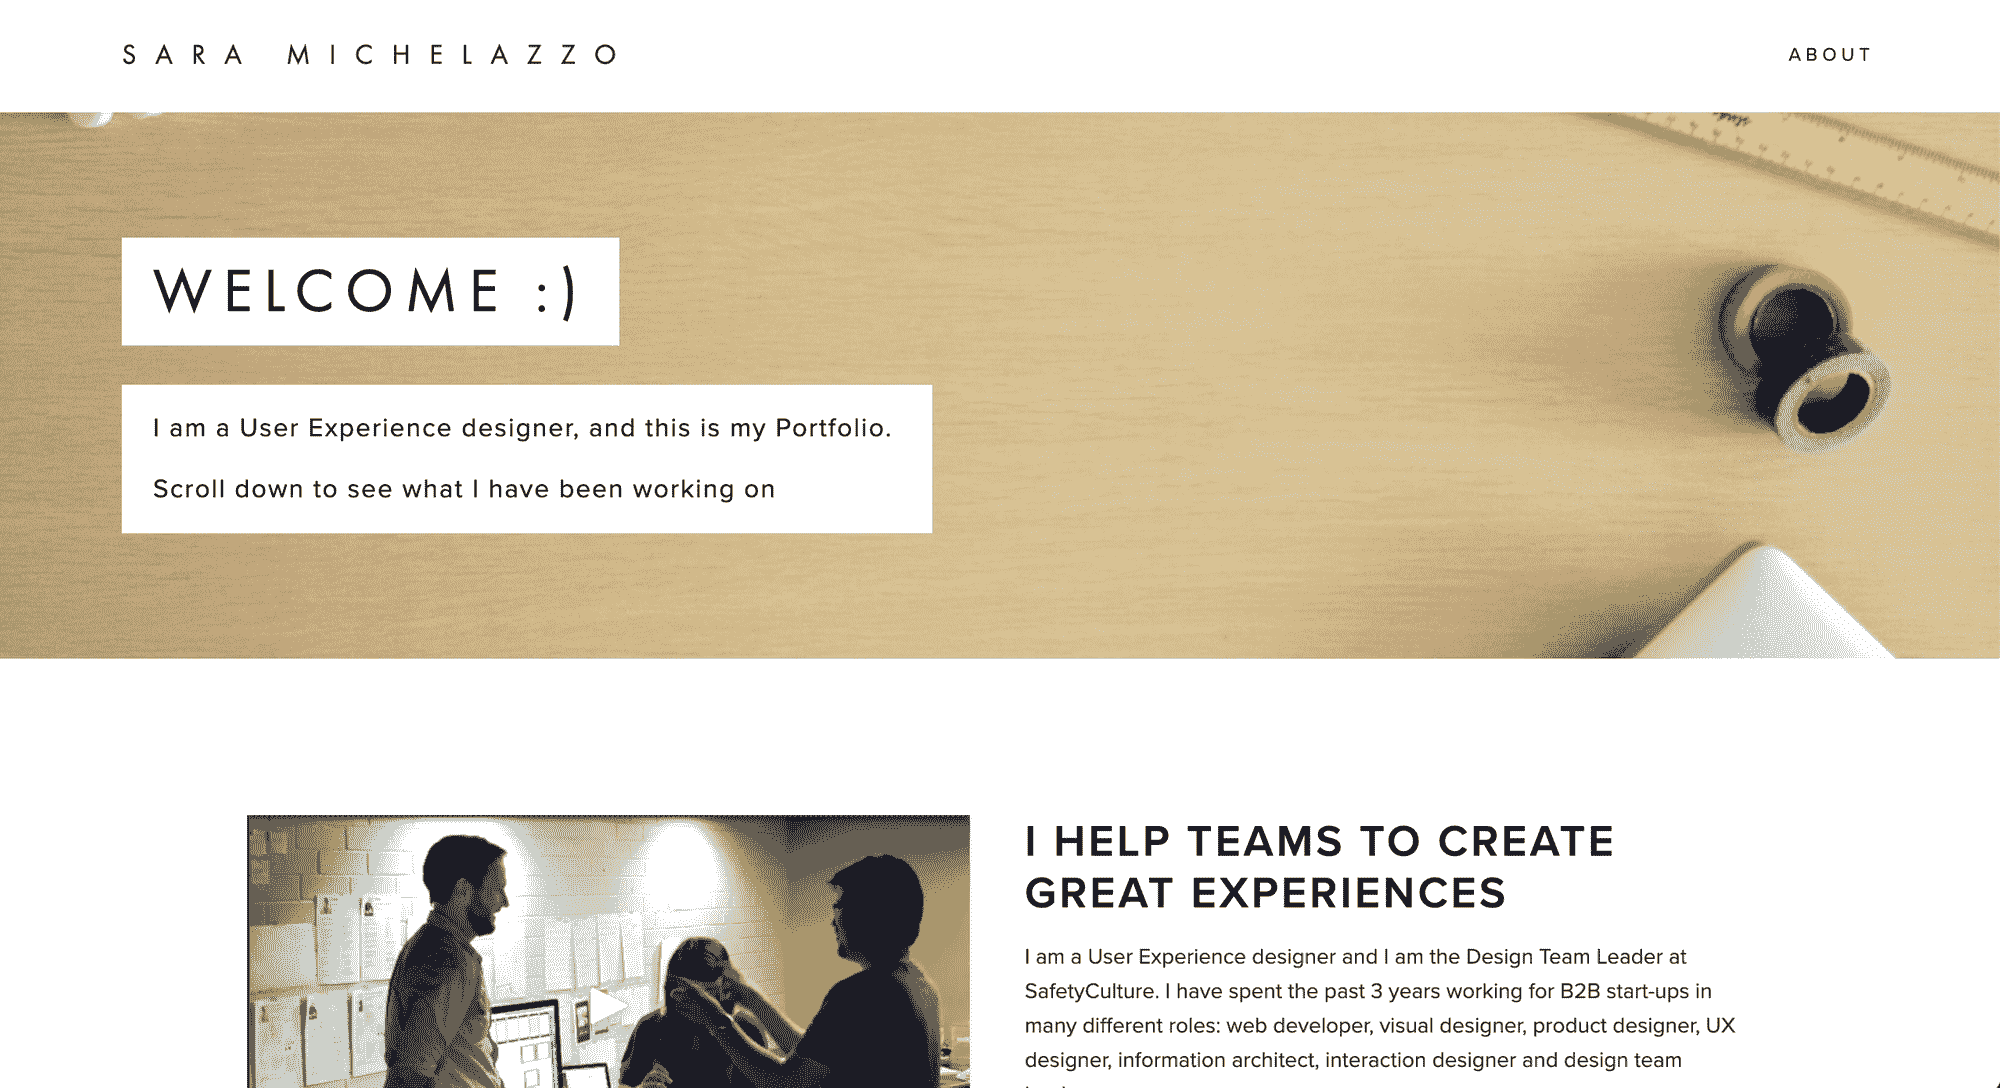 SARA MICHELAZZO
ABOUT
WELCOME :)
I am a User Experience designer, and this is my Portfolio.
Scroll down to see what I have been working on
I HELP TEAMS TO CREATE
GREAT EXPERIENCES
I am a User Experience designer and I am the Design Team Leader at
SafetyCulture. I have spent the past 3 years working for B2B start-ups in
many different roles: web developer, visual designer, product designer, UX
designer, information architect, interaction designer and design team